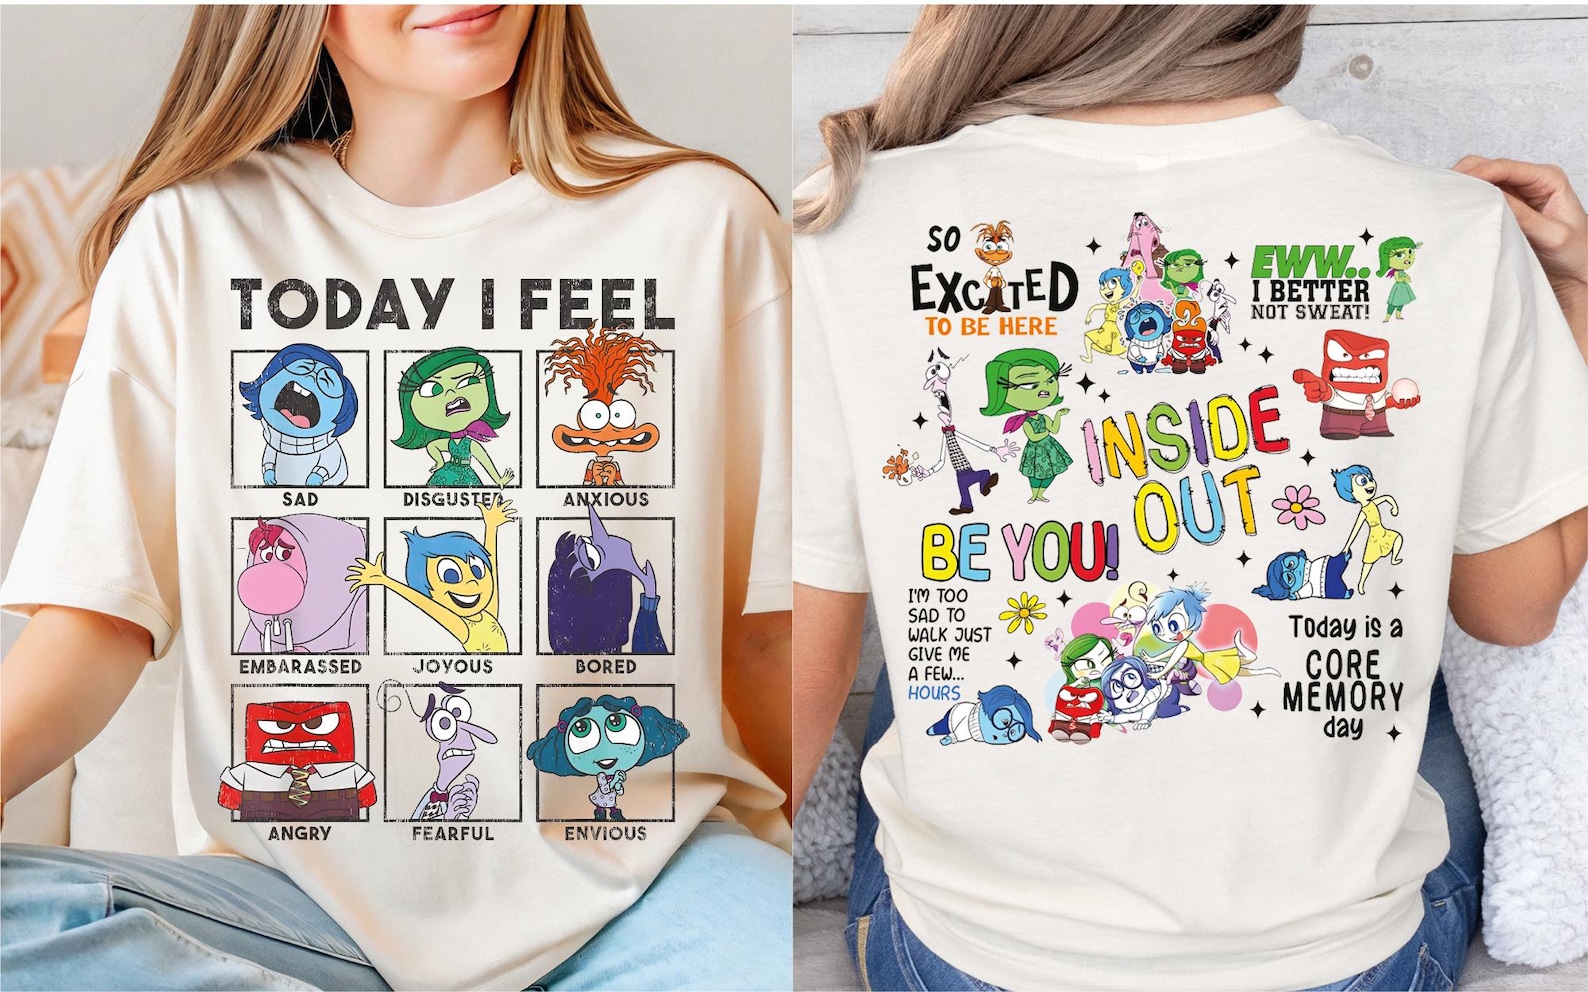 TODAY I FEEL
SAD
DISGUSTED
ANXIOUS
EMBARASSED
JOYOUS
BORED
ANGRY
FEARFUL
ENVIOUS
SO
EXCITED
TO BE HERE
EWW..
I BETTER
NOT SWEAT!
INSIDE
OUT
BE YOU!
I'M TOO
SAD TO
WALK JUST
GIVE ME
A FEW...
HOURS
Today is a
CORE
MEMORY
day